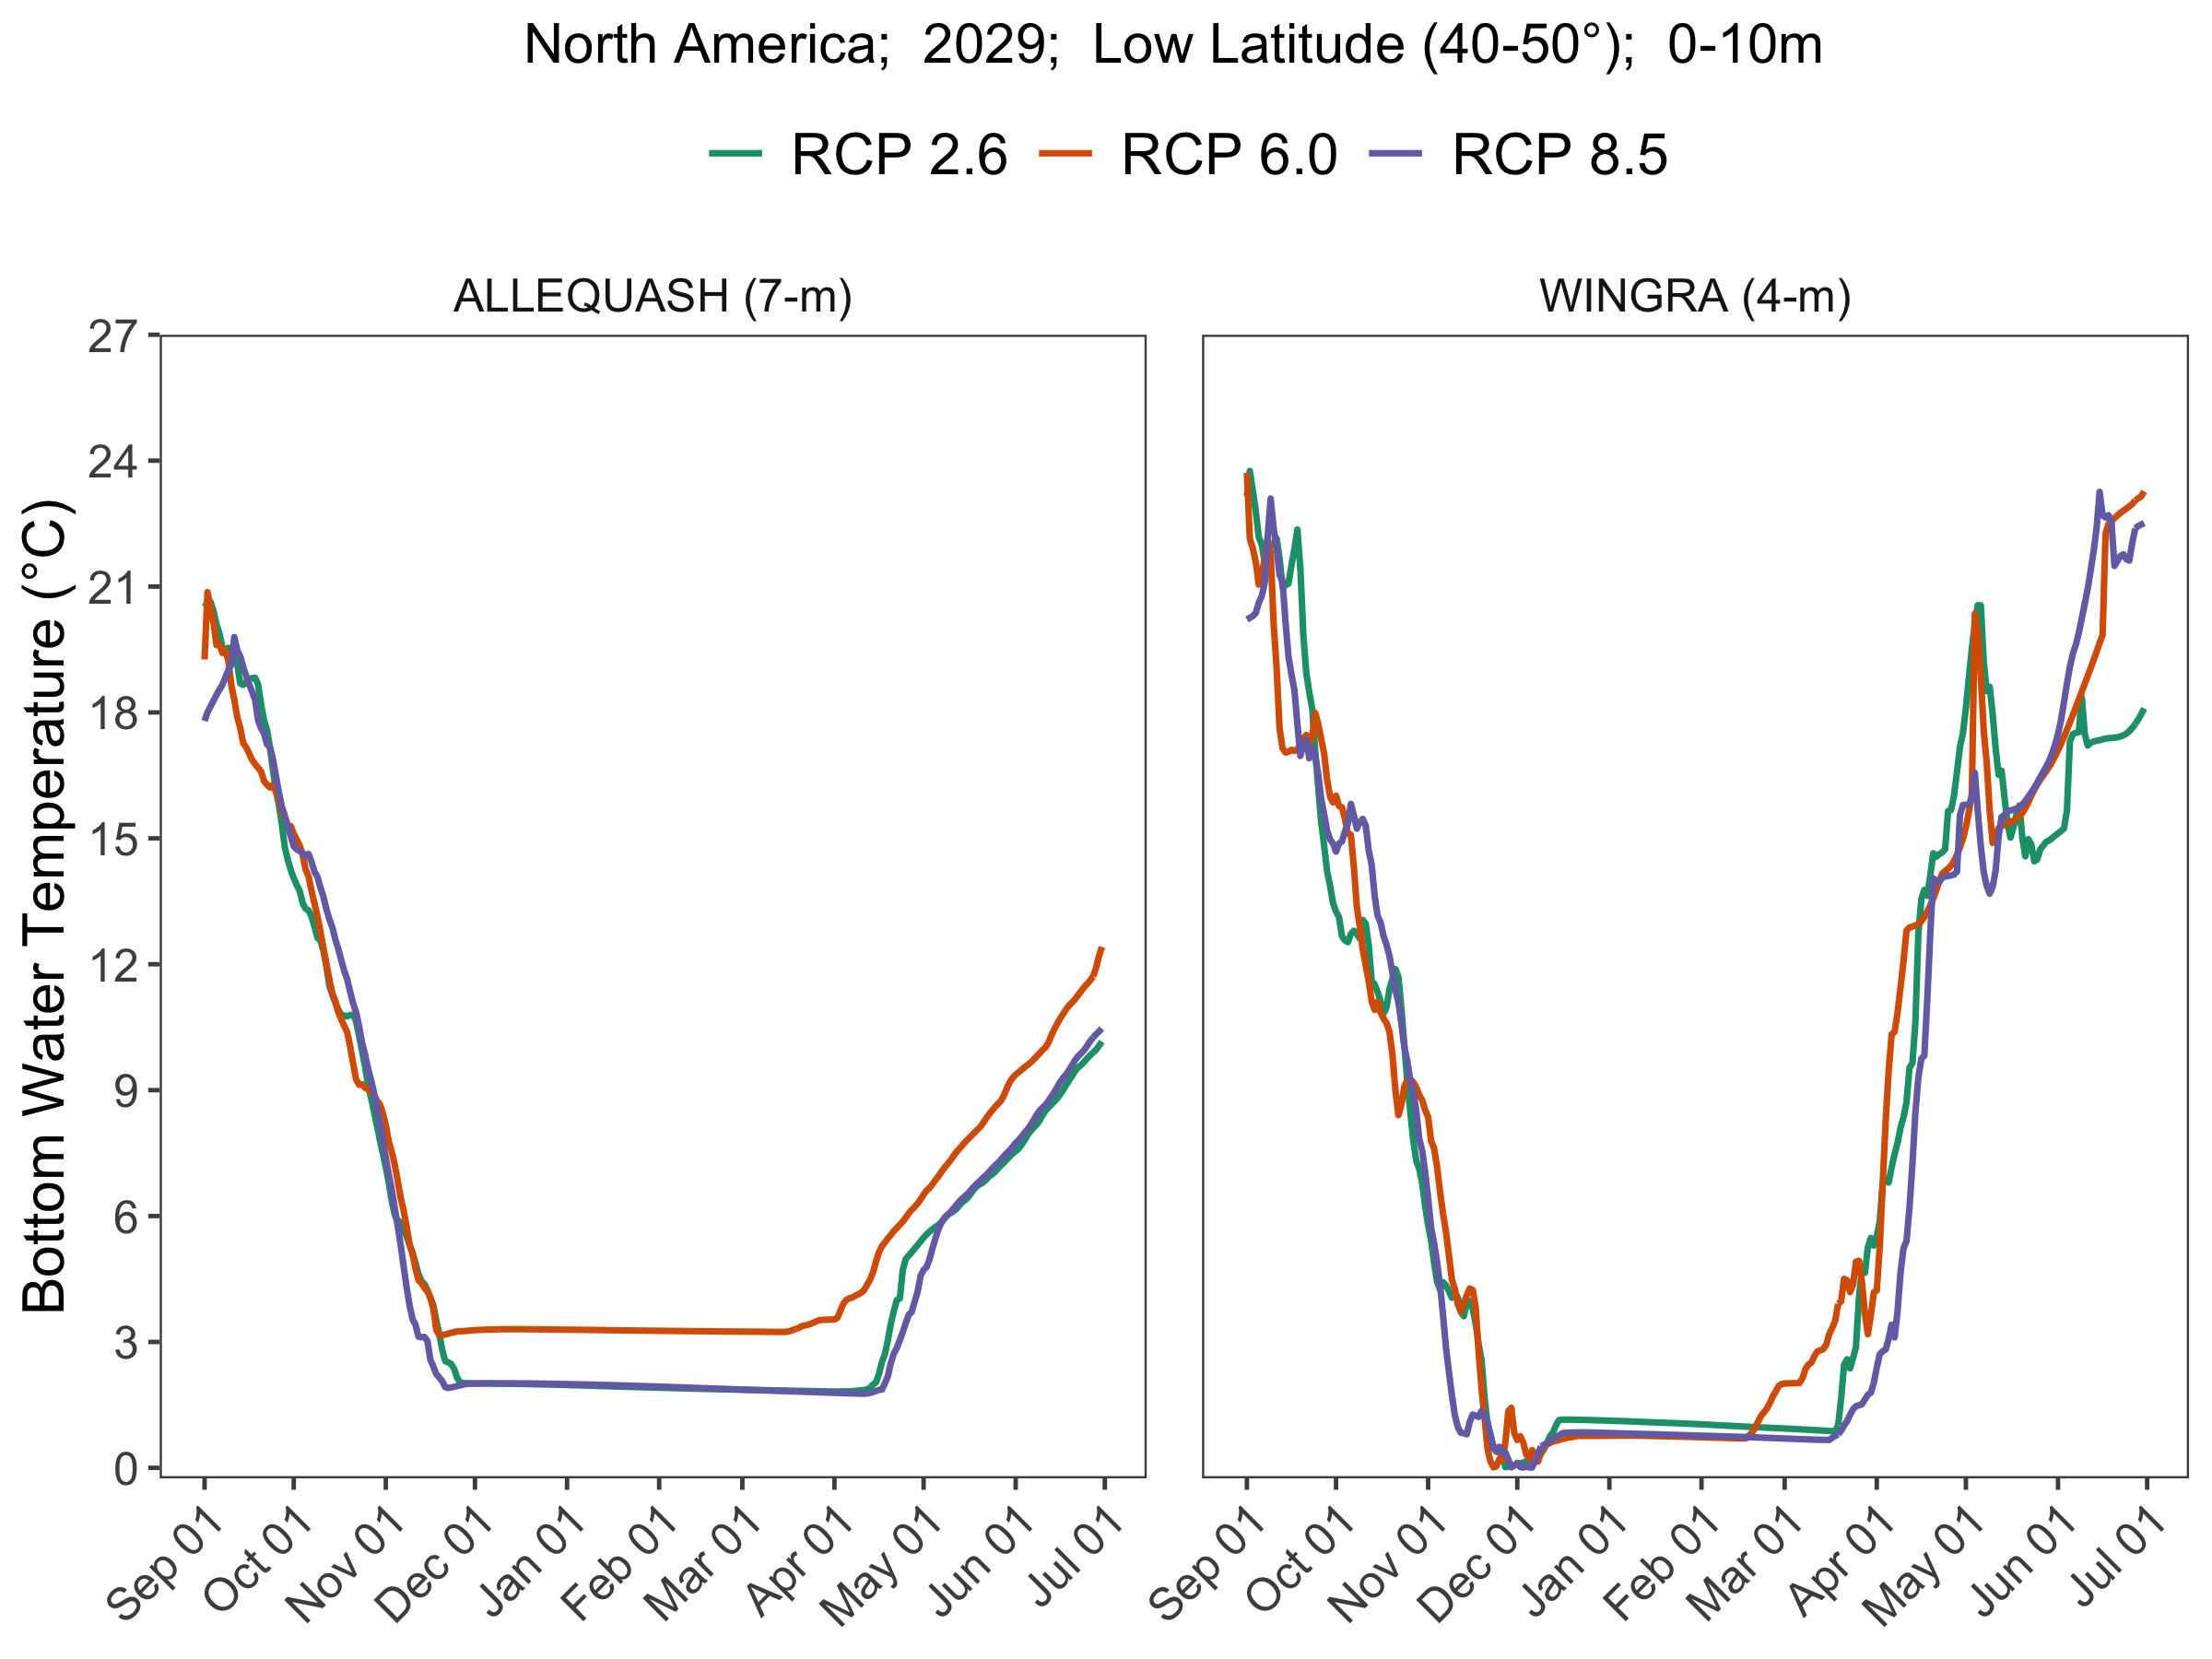 North America; 2029; Low Latitude (40-50°); 0-10m
RCP 2.6 RCP 6.0 RCP 8.5
ALLEQUASH (7-m) WINGRA (4-m)
Bottom Water Temperature (°C)
27
24
21
18
15
12
9
6
3
0
Sep 01 Oct 01 Nov 01 Dec 01 Jan 01 Feb 01 Mar 01 Apr 01 May 01 Jun 01 Jul 01 Sep 01 Oct 01 Nov 01 Dec 01 Jan 01 Feb 01 Mar 01 Apr 01 May 01 Jun 01 Jul 01